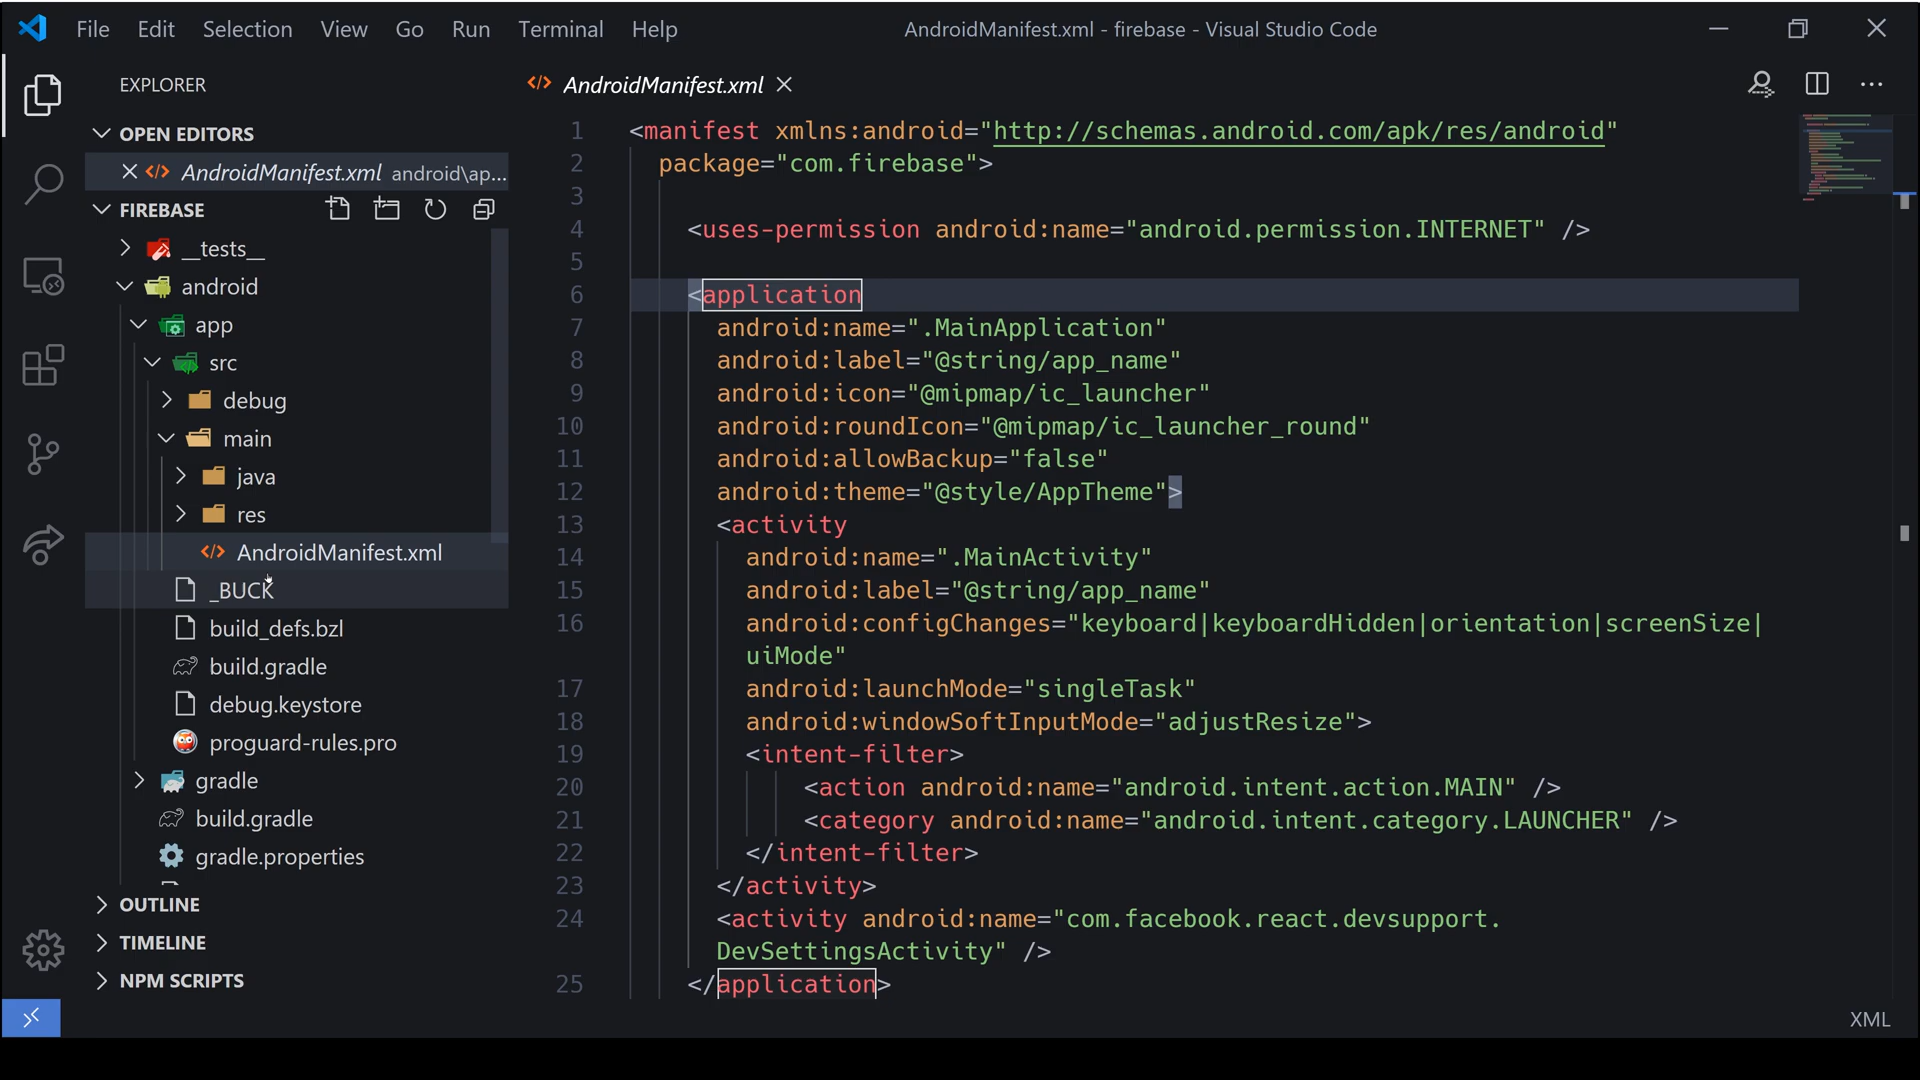 File Edit Selection View Go Run Terminal Help AndroidManifest.xml - firebase - Visual Studio Code
EXPLORER
OPEN EDITORS
AndroidManifest.xml android\ap...
FIREBASE
__tests__
android
app
src
debug
main
java
res
AndroidManifest.xml
_BUCK
build_defs.bzl
build.gradle
debug.keystore
proguard-rules.pro
gradle
build.gradle
gradle.properties
OUTLINE
TIMELINE
NPM SCRIPTS
AndroidManifest.xml
1 <manifest xmlns:android="http://schemas.android.com/apk/res/android"
2 package="com.firebase">
3
4 <uses-permission android:name="android.permission.INTERNET" />
5
6 <application
7 android:name=".MainApplication"
8 android:label="@string/app_name"
9 android:icon="@mipmap/ic_launcher"
10 android:roundIcon="@mipmap/ic_launcher_round"
11 android:allowBackup="false"
12 android:theme="@style/AppTheme">
13 <activity
14 android:name=".MainActivity"
15 android:label="@string/app_name"
16 android:configChanges="keyboard|keyboardHidden|orientation|screenSize|
uiMode"
17 android:launchMode="singleTask"
18 android:windowSoftInputMode="adjustResize">
19 <intent-filter>
20 <action android:name="android.intent.action.MAIN" />
21 <category android:name="android.intent.category.LAUNCHER" />
22 </intent-filter>
23 </activity>
24 <activity android:name="com.facebook.react.devsupport.
DevSettingsActivity" />
25 </application>
XML